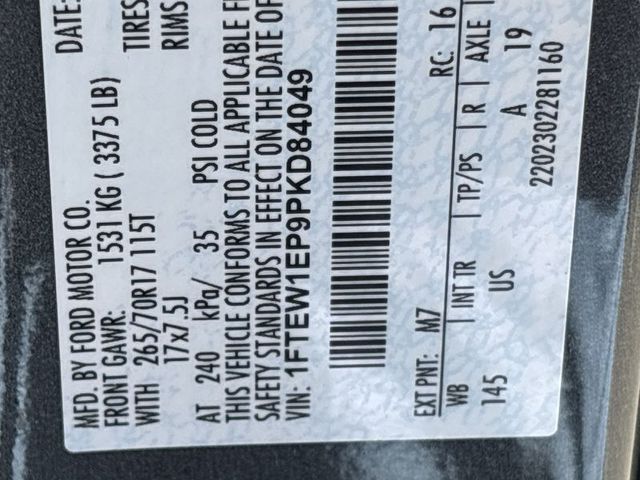 MFD. BY FORD MOTOR CO. DATE:
FRONT GAWR: 1531 KG ( 3375 LB)
WITH 265/70R17 115T TIRES
17x7.5J RIMS
AT 240 kPa/ 35 PSI COLD
THIS VEHICLE CONFORMS TO ALL APPLICABLE F
SAFETY STANDARDS IN EFFECT ON THE DATE OF
VIN: 1FTEW1EP9PKD84049
EXT PNT: M7 RC: 16
WB | INT TR | TP/PS | R | AXLE |
145 US A 19
2202302281160